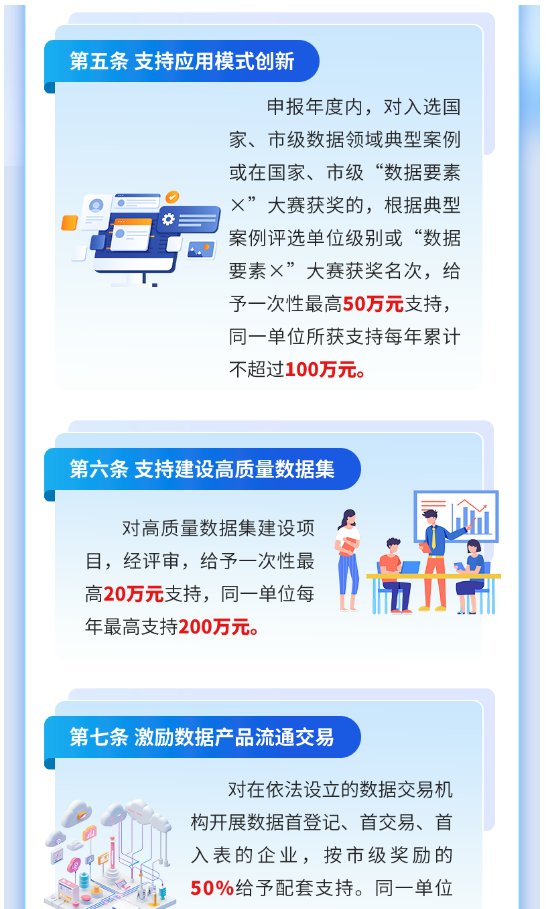 第五条 支持应用模式创新
申报年度内，对入选国
家、市级数据领域典型案例
或在国家、市级“数据要素
×”大赛获奖的，根据典型
案例评选单位级别或“数据
要素×”大赛获奖名次，给
予一次性最高50万元支持，
同一单位所获支持每年累计
不超过100万元。
第六条 支持建设高质量数据集
对高质量数据集建设项
目，经评审，给予一次性最
高20万元支持，同一单位每
年最高支持200万元。
第七条 激励数据产品流通交易
对在依法设立的数据交易机
构开展数据首登记、首交易、首
入表的企业，按市级奖励的
50%给予配套支持。同一单位